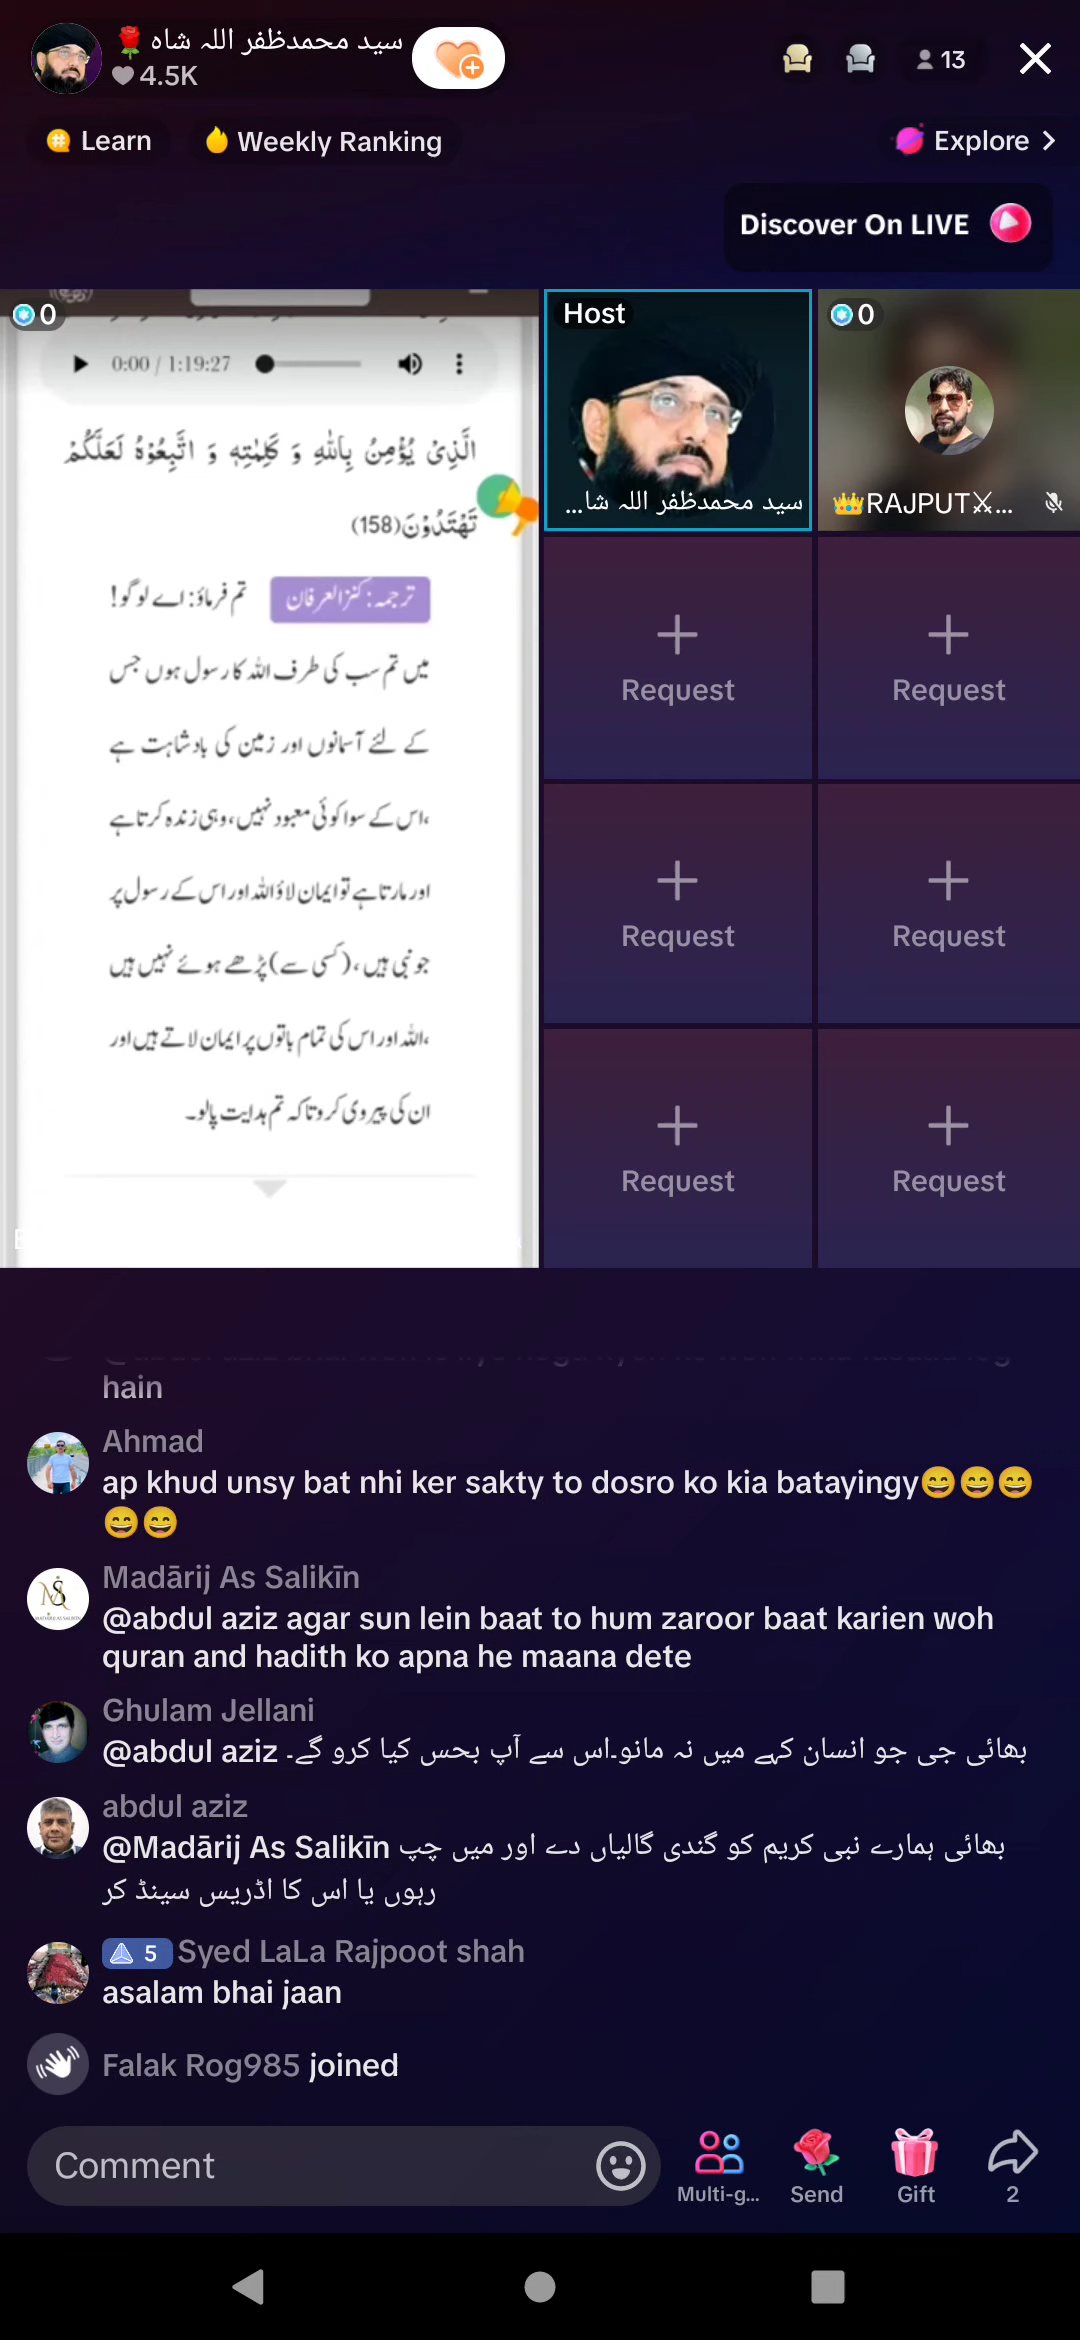 سید محمدظفر اللہ شاہ🌹
4.5K
13
Learn
Weekly Ranking
Explore
Discover On LIVE
0
0:00 / 1:19:27
الَّذِیْ یُؤْمِنُ بِاللّٰهِ وَ كَلِمٰتِهٖ وَ اتَّبِعُوْهُ لَعَلَّكُمْ
تَهْتَدُوْنَ(158)
ترجمہ: کنزالعرفان
تم فرماؤ: اے لوگو!
میں تم سب کی طرف اللہ کا رسول ہوں جس
کے لئے آسمانوں اور زمین کی بادشاہت ہے
،اس کے سوا کوئی معبود نہیں، وہی زندہ کرتا ہے
اور مارتا ہے تو ایمان لاؤ اللہ اور اس کے رسول پر
جو نبی ہیں، (کسی سے) پڑھے ہوئے نہیں ہیں
،اللہ اور اس کی تمام باتوں پر ایمان لاتے ہیں اور
ان کی پیروی کرو تاکہ تم ہدایت پالو۔
Host
سید محمدظفر اللہ شا...
0
👑RAJPUT⚔...
Request
Request
Request
Request
Request
Request
hain
Ahmad
ap khud unsy bat nhi ker sakty to dosro ko kia batayingy😄😄😄
😄😄
Madārij As Salikīn
@abdul aziz agar sun lein baat to hum zaroor baat karien woh
quran and hadith ko apna he maana dete
Ghulam Jellani
@abdul aziz بھائی جی جو انسان کہے میں نہ مانو۔اس سے آپ بحس کیا کرو گے۔
abdul aziz
@Madārij As Salikīn بھائی ہمارے نبی کریم کو گندی گالیاں دے اور میں چپ
رہوں یا اس کا اڈریس سینڈ کر
5 Syed LaLa Rajpoot shah
asalam bhai jaan
Falak Rog985 joined
Comment
Multi-g...
Send
Gift
2